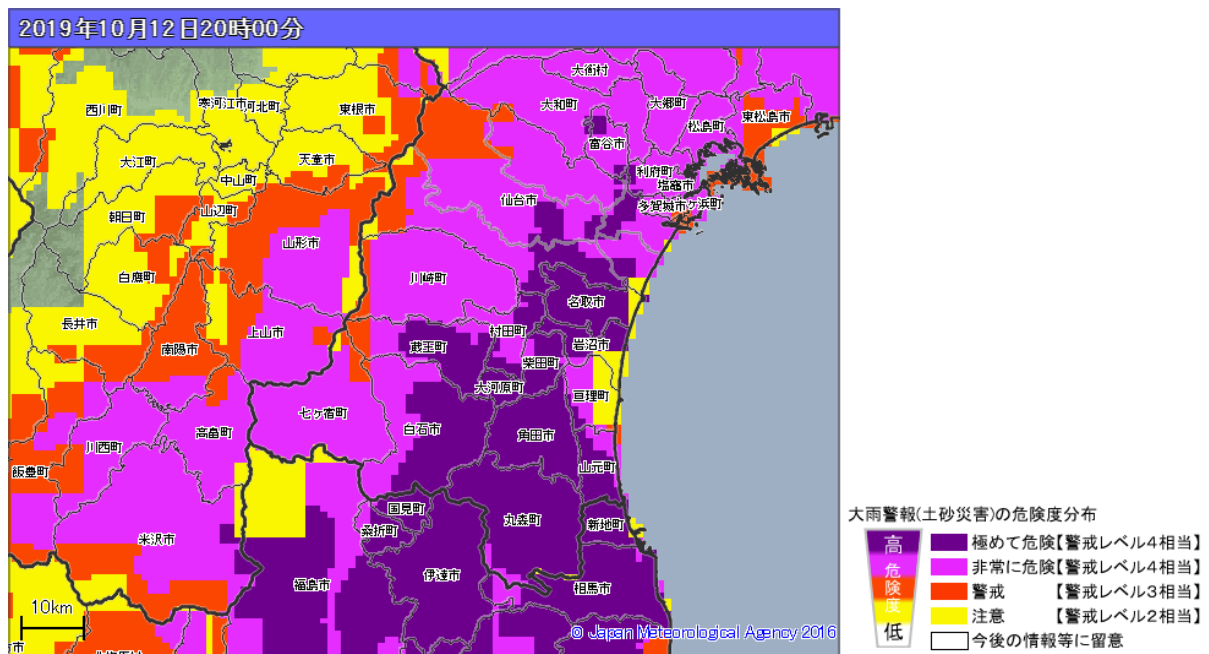 2019年10月12日20時00分
大衡村
西川町
寒河江市
河北町
東根市
大和町
大郷町
松島町
東松島市
富谷市
大江町
天童市
中山町
利府町
塩竈市
朝日町
山辺町
仙台市
多賀城市
ヶ浜町
山形市
白鷹町
川崎町
名取市
長井市
上山市
村田町
岩沼市
南陽市
蔵王町
柴田町
大河原町
亘理町
七ヶ宿町
白石市
角田市
川西町
高畠町
飯豊町
山元町
国見町
桑折町
丸森町
新地町
米沢市
福島市
伊達市
相馬市
10km
© Japan Meteorological Agency 2016
大雨警報(土砂災害)の危険度分布
高
危険度
低
極めて危険【警戒レベル4相当】
非常に危険【警戒レベル4相当】
警戒 【警戒レベル3相当】
注意 【警戒レベル2相当】
今後の情報等に留意